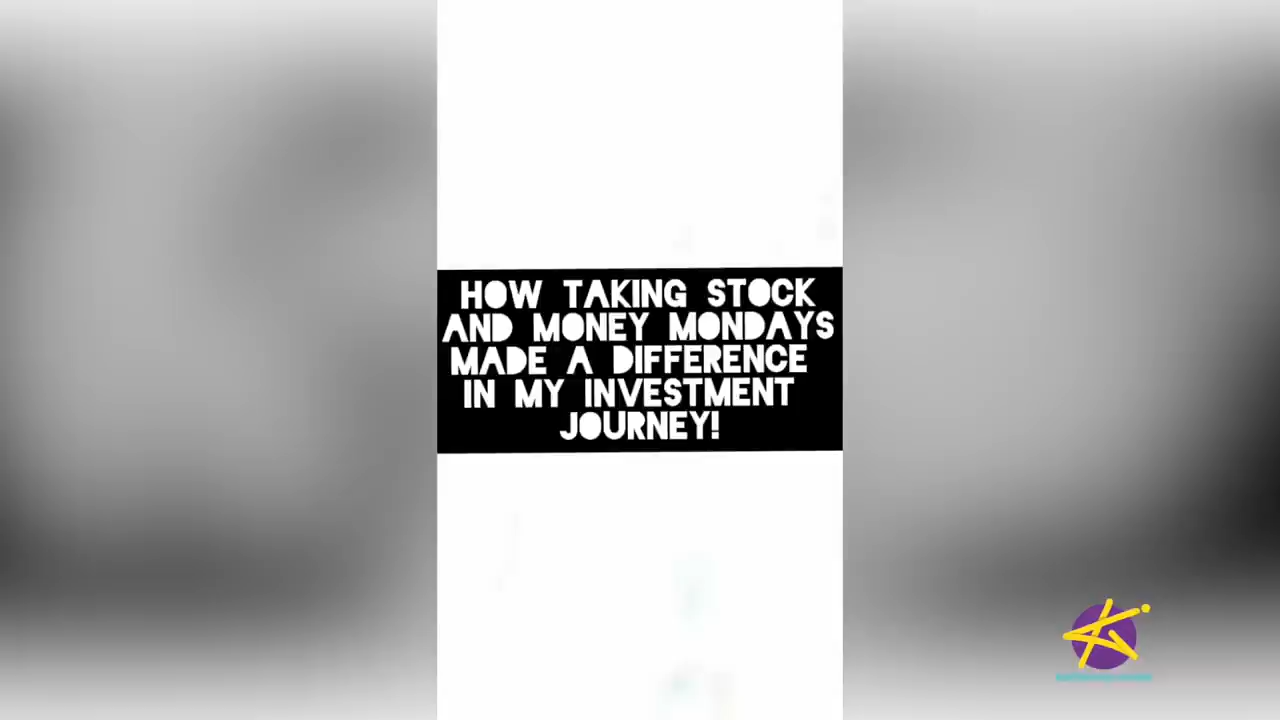 HOW TAKING STOCK
AND MONEY MONDAYS
MADE A DIFFERENCE
IN MY INVESTMENT
JOURNEY!